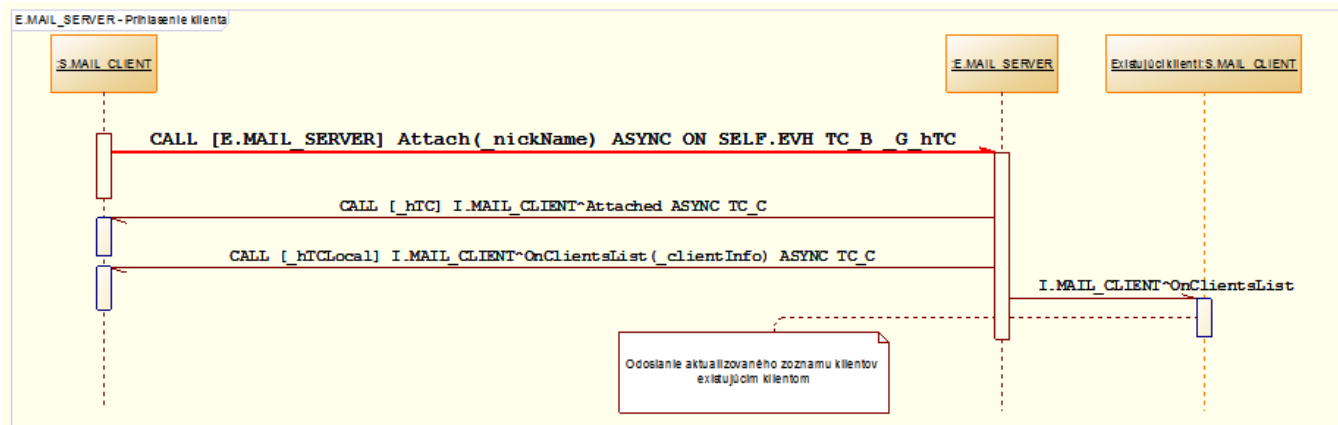 E.MAIL_SERVER - Prihlasenie klienta
:S.MAIL_CLIENT
:E.MAIL_SERVER
Existujúci klienti:S.MAIL_CLIENT
CALL [E.MAIL_SERVER] Attach(_nickName) ASYNC ON SELF.EVH TC_B _G_hTC
CALL [_hTC] I.MAIL_CLIENT^Attached ASYNC TC_C
CALL [_hTCLocal] I.MAIL_CLIENT^OnClientsList(_clientInfo) ASYNC TC_C
I.MAIL_CLIENT^OnClientsList
Odoslanie aktualizovaného zoznamu klientov
existujúcim klientom